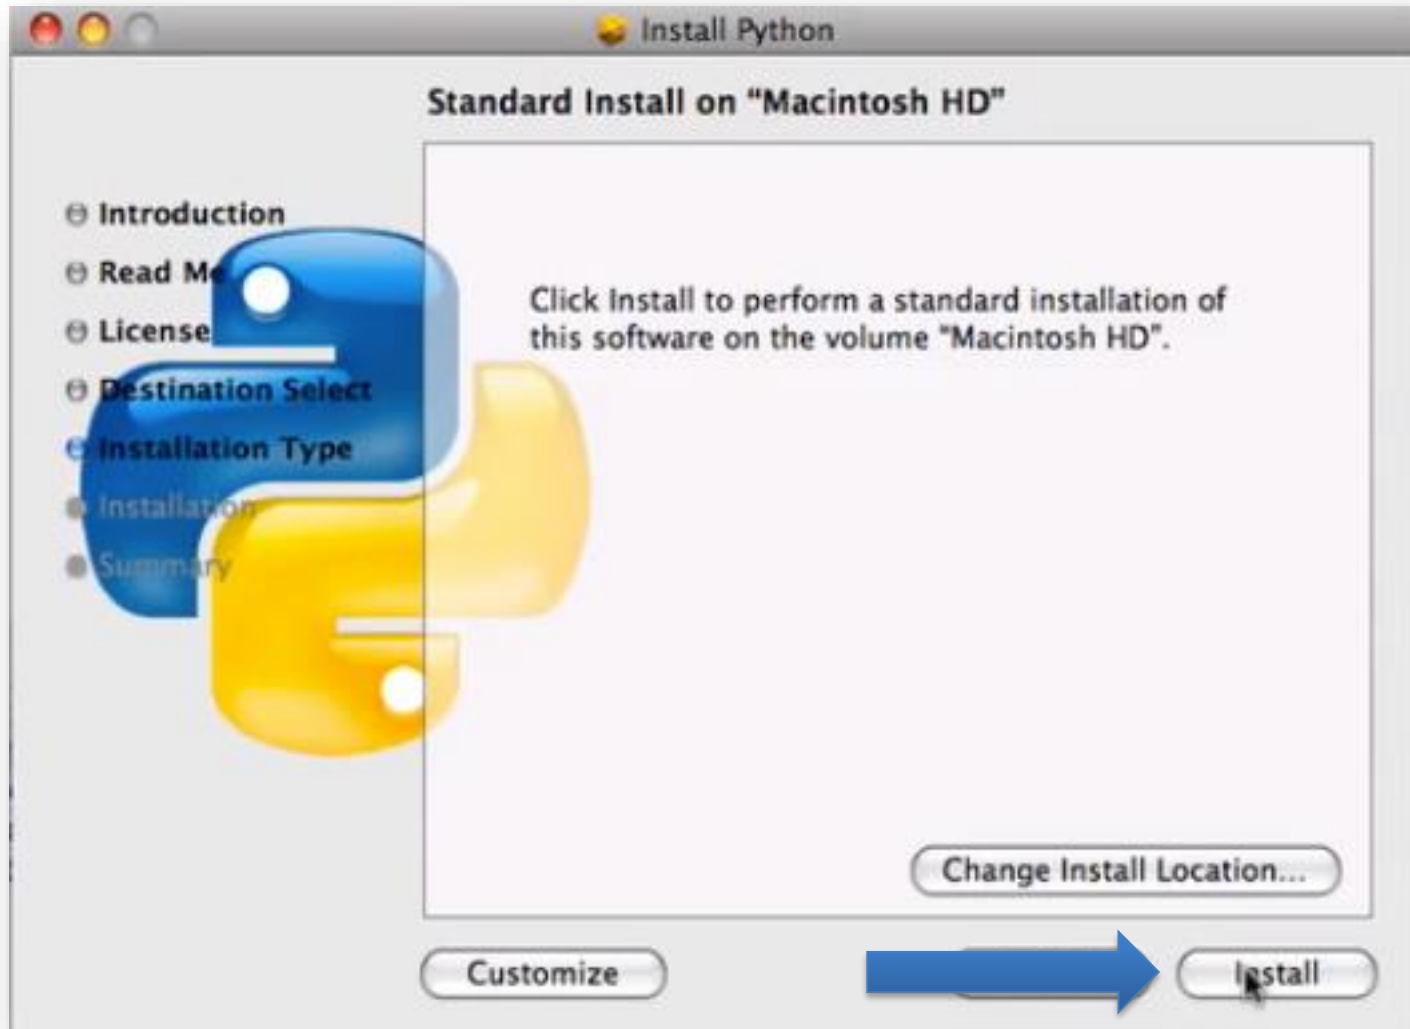 Install Python
Standard Install on “Macintosh HD”
Introduction
Read Me
License
Destination Select
Installation Type
Installation
Summary
Click Install to perform a standard installation of
this software on the volume “Macintosh HD”.
Change Install Location...
Customize
Install